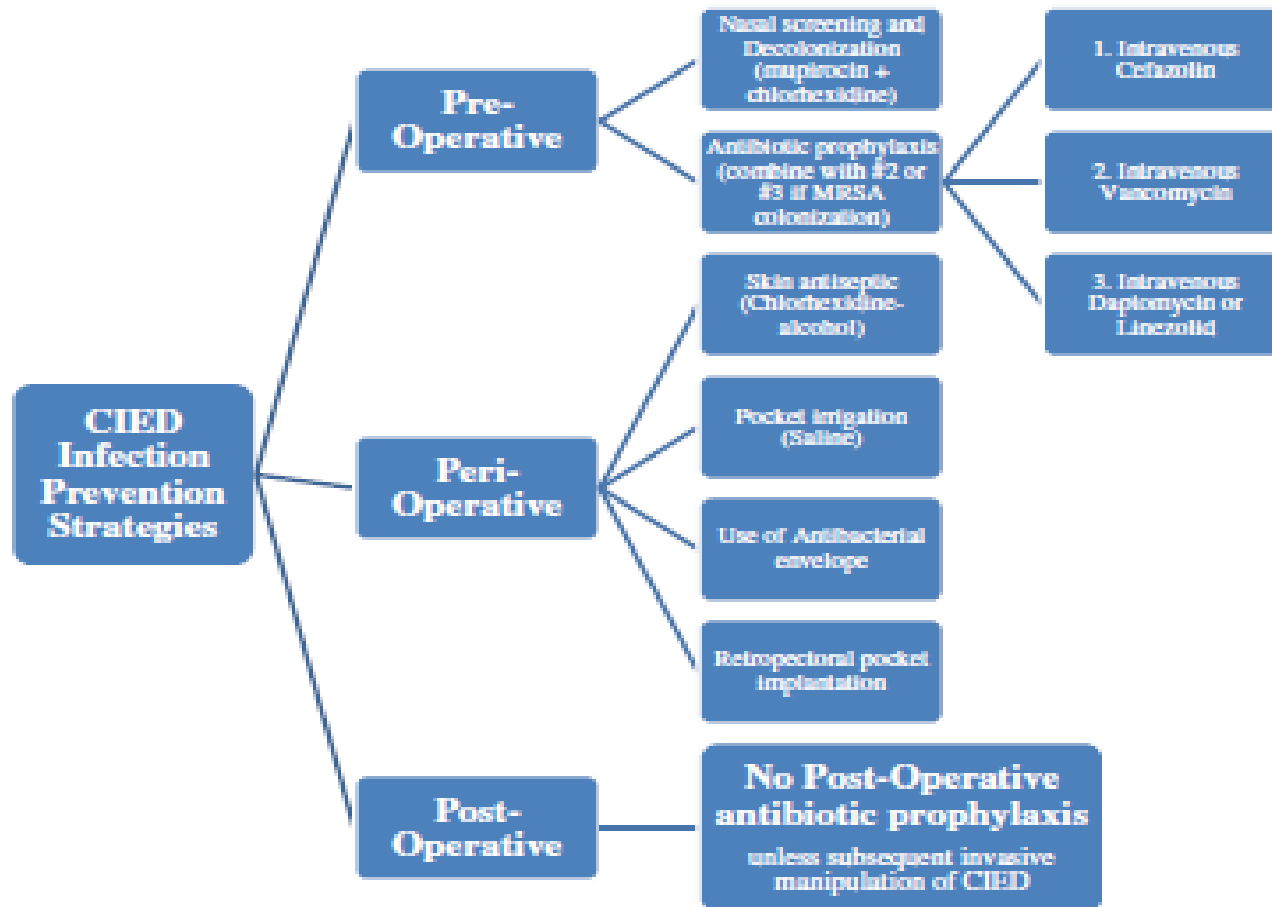 CIED
Infection
Prevention
Strategies
Pre-
Operative
Nasal screening and
Decolonization
(mupirocin +
chlorhexidine)
Antibiotic prophylaxis
(combine with #2 or
#3 if MRSA
colonization)
1. Intravenous
Cefazolin
2. Intravenous
Vancomycin
3. Intravenous
Daptomycin or
Linezolid
Peri-
Operative
Skin antiseptic
(Chlorhexidine-
alcohol)
Pocket irrigation
(Saline)
Use of Antibacterial
envelope
Retropectoral pocket
implantation
Post-
Operative
No Post-Operative
antibiotic prophylaxis
unless subsequent invasive
manipulation of CIED